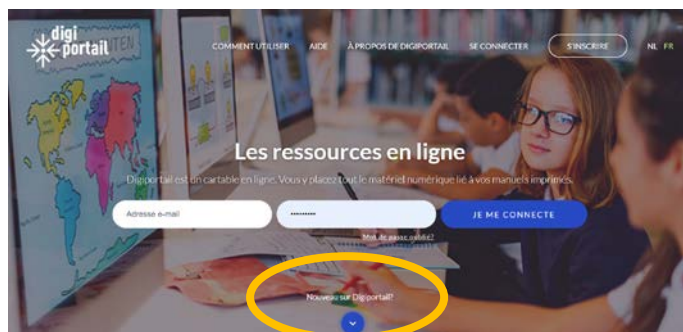 digi
portail
COMMENT UTILISER AIDE À PROPOS DE DIGIPORTAIL SE CONNECTER S'INSCRIRE NL FR
Les ressources en ligne
Digiportail est un cartable en ligne. Vous y placez tout le matériel numérique lié à vos manuels imprimés.
Adresse e-mail ········· JE ME CONNECTE
Mot de passe oublié?
Nouveau sur Digiportail?